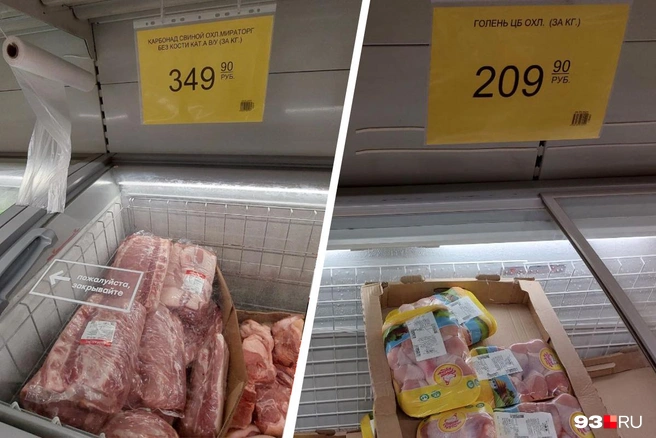 КАРБОНАД СВИНОЙ ОХЛ.МИРАТОРГ
БЕЗ КОСТИ КАТ А В/У (ЗА КГ.)
349 90
РУБ.
пожалуйста,
закрывайте
ГОЛЕНЬ ЦБ ОХЛ. (ЗА КГ.)
209 90
РУБ.
93.RU